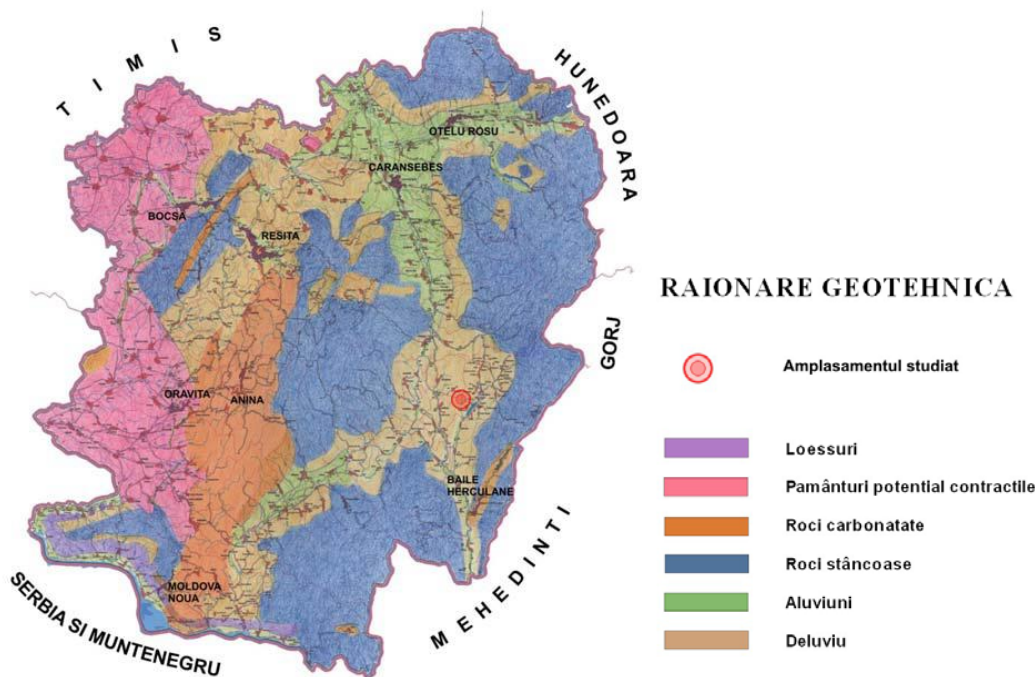 TIMIS
HUNEDOARA
OTELU ROSU
CARANSEBES
BOCSA
RESITA
GORJ
ORAVITA
ANINA
BAILE
HERCULANE
MEHEDINTI
MOLDOVA
NOUA
SERBIA SI MUNTENEGRU
RAIONARE GEOTEHNICA
Amplasamentul studiat
Loessuri
Pamânturi potential contractile
Roci carbonatate
Roci stâncoase
Aluviuni
Deluviu